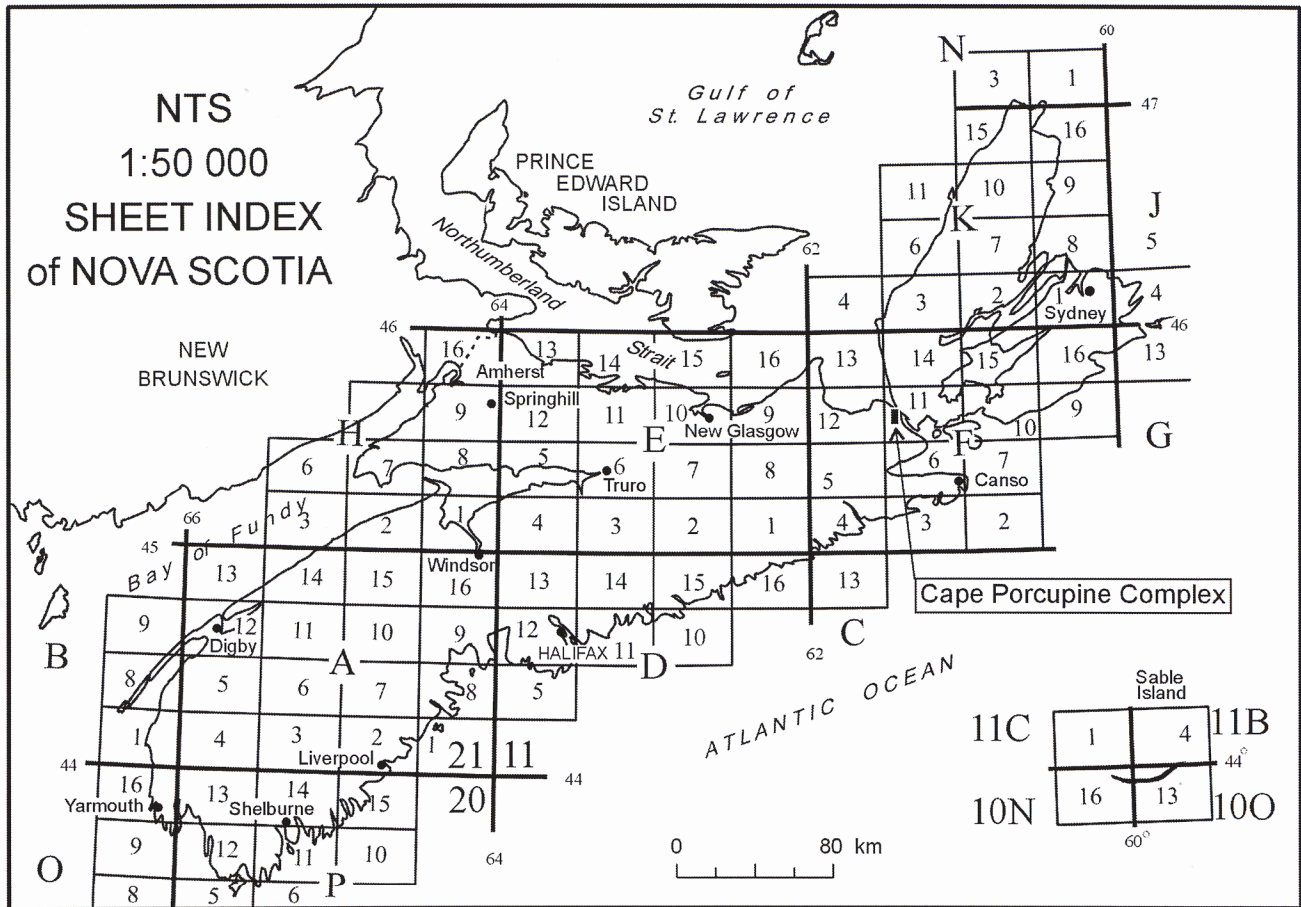 NTS
1:50 000
SHEET INDEX
of NOVA SCOTIA
Gulf of
St. Lawrence
PRINCE
EDWARD
ISLAND
Northumberland
Strait
NEW
BRUNSWICK
N
60
3 1
47
15 16
11 10 9
K
J
6 7 8 5
62
4 3 2 1 4
Sydney
64
46
46
16 13 14 15 16 13 14 15 16 13
Amherst
Springhill
9 12 11 10 9 12 11 10 9
New Glasgow
H
E
F
G
6 7 8 5 6 7 8 5 6 7
Truro
Canso
66
Bay of Fundy
3 2 1 4 3 2 1 4 3 2
45
Windsor
13 14 15 16 13 14 15 16 13
Cape Porcupine Complex
9 12 11 10 9 12 11 10
Digby
HALIFAX
B
A
D
C
62
8 5 6 7 8 5
ATLANTIC OCEAN
1 4 3 2 1
21 11
Liverpool
44
44
20
16 13 14 15
Yarmouth
Shelburne
9 12 11 10
64
O
P
8 5 6
0 80 km
Sable
Island
11C 1 4 11B
44°
10N 16 13 10O
60°